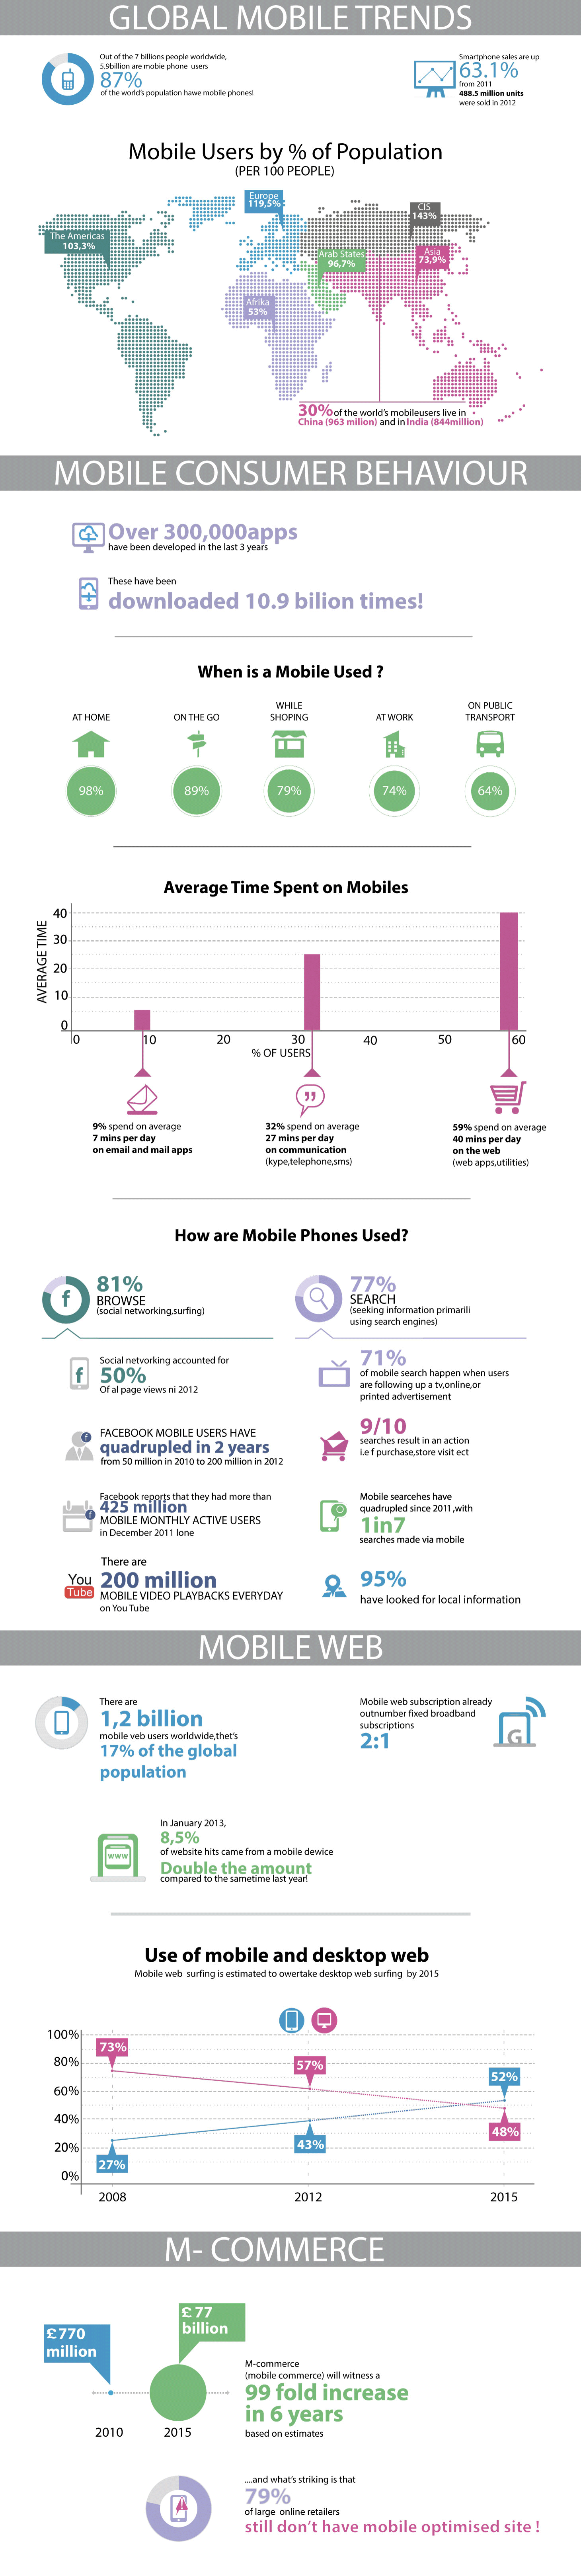 GLOBAL MOBILE TRENDS
Out of the 7 billions people worldwide,
5.9billion are mobie phone  users
87%
of the world's population have mobile phones!
Smartphone sales are up
63.1%
from 2011
488.5 million units
were sold in 2012
Mobile Users by % of Population
(PER 100 PEOPLE)
Europe
119,5%
CIS
143%
The Americas
103,3%
Arab States
96,7%
Asia
73,9%
Afrika
53%
30% of the world's mobileusers live in
China (963 milion) and in India (844million)
MOBILE CONSUMER BEHAVIOUR
Over 300,000apps
have been developed in the last 3 years
These have been
downloaded 10.9 bilion times!
When is a Mobile Used ?
AT HOME
ON THE GO
WHILE
SHOPING
AT WORK
ON PUBLIC
TRANSPORT
98%
89%
79%
74%
64%
Average Time Spent on Mobiles
AVERAGE TIME
40
30
20
10
0
0 10 20 30 40 50 60
% OF USERS
9% spend on average
7 mins per day
on email and mail apps
32% spend on average
27 mins per day
on communication
(kype,telephone,sms)
59% spend on average
40 mins per day
on the web
(web apps,utilities)
How are Mobile Phones Used?
f
81%
BROWSE
(social networking,surfing)
77%
SEARCH
(seeking information primarili
using search engines)
f
Social networking accounted for
50%
Of al page views ni 2012
71%
of mobile search happen when users
are following up a tv,online,or
printed advertisement
f
FACEBOOK MOBILE USERS HAVE
quadrupled in 2 years
from 50 million in 2010 to 200 million in 2012
9/10
searches result in an action
i.e f purchase,store visit ect
f
Facebook reports that they had more than
425 million
MOBILE MONTHLY ACTIVE USERS
in December 2011 lone
Mobile searcehes have
quadrupled since 2011 ,with
1in7
searches made via mobile
You
Tube
There are
200 million
MOBILE VIDEO PLAYBACKS EVERYDAY
on You Tube
95%
have looked for local information
MOBILE WEB
There are
1,2 billion
mobile veb users worldwide,thet's
17% of the global
population
Mobile web subscription already
outnumber fixed broadband
subscriptions
2:1
G
www
In January 2013,
8,5%
of website hits came from a mobile dewice
Double the amount
compared to the sametime last year!
Use of mobile and desktop web
Mobile web  surfing is estimated to owertake desktop web surfing  by 2015
100%
80%
60%
40%
20%
0%
73%
57%
52%
27%
43%
48%
2008
2012
2015
M- COMMERCE
£770
million
£ 77
billion
2010
2015
M-commerce
(mobile commerce) will witness a
99 fold increase
in 6 years
based on estimates
....and what's striking is that
79%
of large  online retailers
still don't have mobile optimised site !